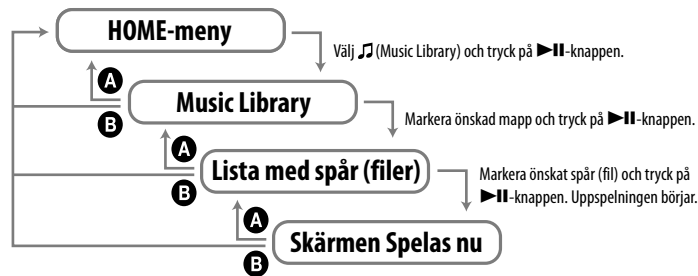 HOME-meny
Välj ♫ (Music Library) och tryck på ►II-knappen.
A
Music Library
B
Markera önskad mapp och tryck på ►II-knappen.
A
Lista med spår (filer)
B
Markera önskat spår (fil) och tryck på
►II-knappen. Uppspelningen börjar.
A
Skärmen Spelas nu
B